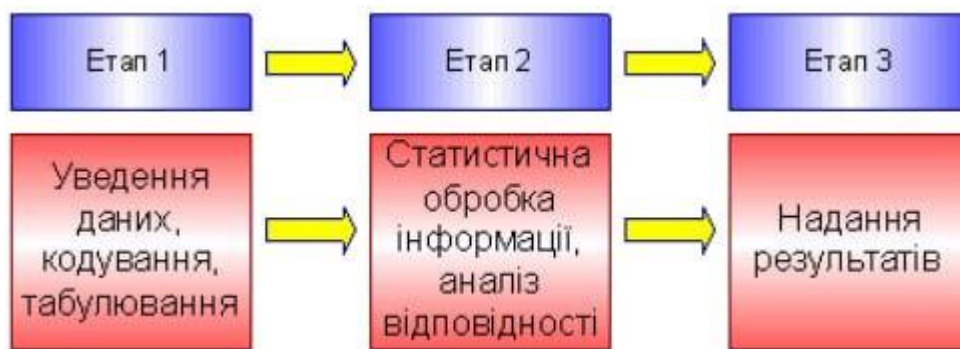 Етап 1
Етап 2
Етап 3
Уведення
даних,
кодування,
табулювання
Статистична
обробка
інформації,
аналіз
відповідності
Надання
результатів